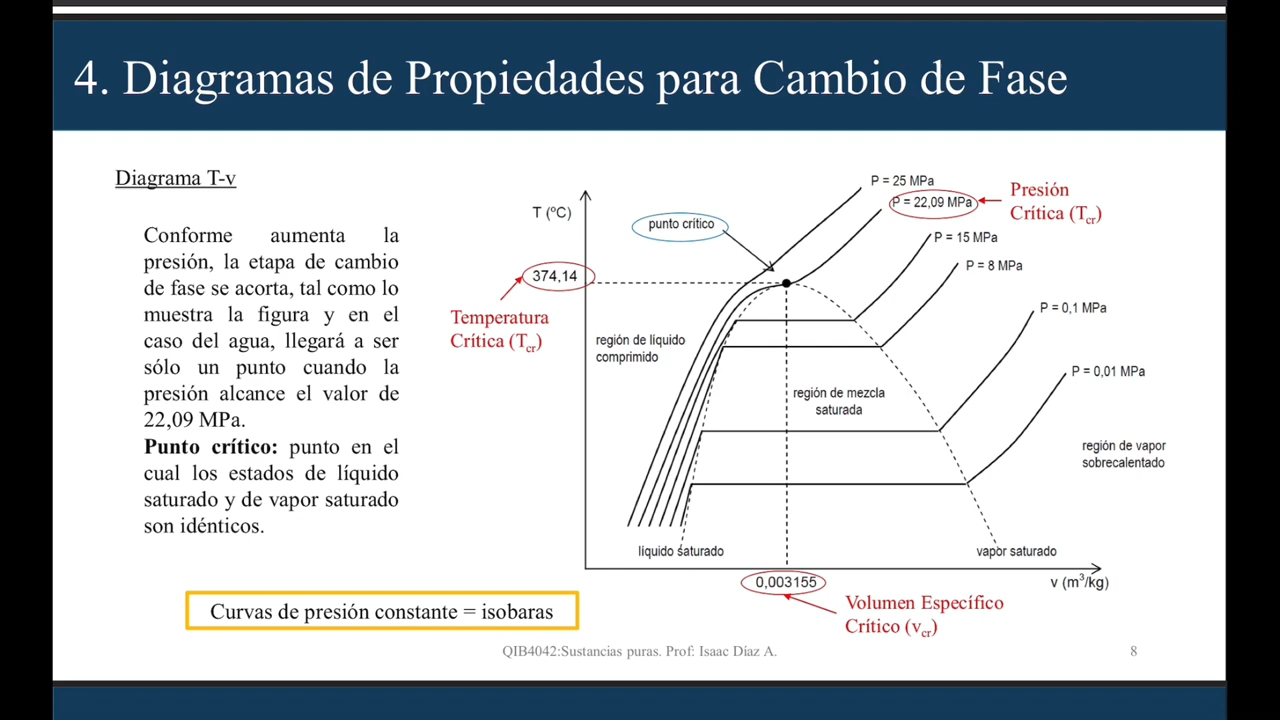 4. Diagramas de Propiedades para Cambio de Fase
Diagrama T-v
Conforme aumenta la
presión, la etapa de cambio
de fase se acorta, tal como lo
muestra la figura y en el
caso del agua, llegará a ser
sólo un punto cuando la
presión alcance el valor de
22,09 MPa.
Punto crítico: punto en el
cual los estados de líquido
saturado y de vapor saturado
son idénticos.
Curvas de presión constante = isobaras
T (ºC)
punto crítico
374,14
Temperatura
Crítica (Tcr)
P = 25 MPa
P = 22,09 MPa
Presión
Crítica (Tcr)
P = 15 MPa
P = 8 MPa
P = 0,1 MPa
P = 0,01 MPa
región de líquido
comprimido
región de mezcla
saturada
región de vapor
sobrecalentado
líquido saturado
vapor saturado
0,003155
v (m³/kg)
Volumen Específico
Crítico (vcr)
QIB4042:Sustancias puras. Prof: Isaac Díaz A.
8